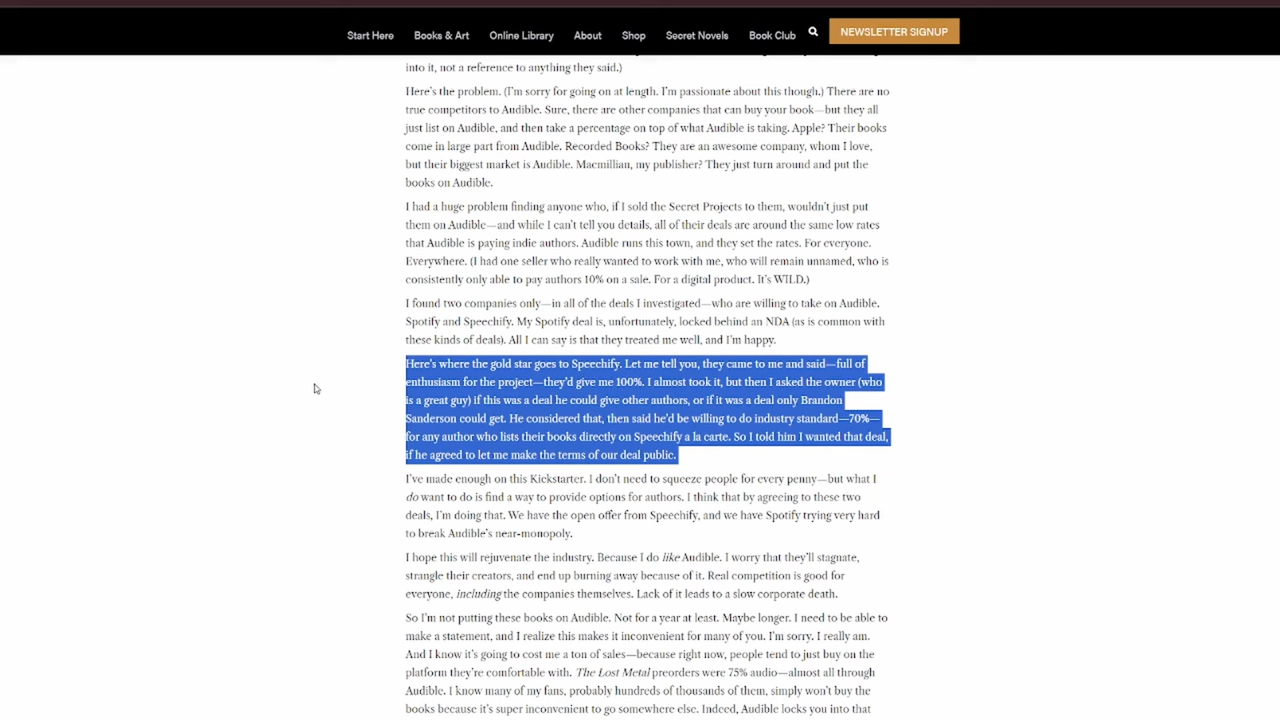 Start Here Books & Art Online Library About Shop Secret Novels Book Club NEWSLETTER SIGNUP
into it, not a reference to anything they said.)
Here's the problem. (I'm sorry for going on at length. I'm passionate about this though.) There are no
true competitors to Audible. Sure, there are other companies that can buy your book—but they all
just list on Audible, and then take a percentage on top of what Audible is taking. Apple? Their books
come in large part from Audible. Recorded Books? They are an awesome company, whom I love,
but their biggest market is Audible. Macmillian, my publisher? They just turn around and put the
books on Audible.
I had a huge problem finding anyone who, if I sold the Secret Projects to them, wouldn't just put
them on Audible—and while I can't tell you details, all of their deals are around the same low rates
that Audible is paying indie authors. Audible runs this town, and they set the rates. For everyone.
Everywhere. (I had one seller who really wanted to work with me, who will remain unnamed, who is
consistently only able to pay authors 10% on a sale. For a digital product. It's WILD.)
I found two companies only—in all of the deals I investigated—who are willing to take on Audible.
Spotify and Speechify. My Spotify deal is, unfortunately, locked behind an NDA (as is common with
these kinds of deals). All I can say is that they treated me well, and I'm happy.
Here's where the gold star goes to Speechify. Let me tell you, they came to me and said—full of
enthusiasm for the project—they'd give me 100%. I almost took it, but then I asked the owner (who
is a great guy) if this was a deal he could give other authors, or if it was a deal only Brandon
Sanderson could get. He considered that, then said he'd be willing to do industry standard—70%—
for any author who lists their books directly on Speechify a la carte. So I told him I wanted that deal,
if he agreed to let me make the terms of our deal public.
I've made enough on this Kickstarter. I don't need to squeeze people for every penny—but what I
do want to do is find a way to provide options for authors. I think that by agreeing to these two
deals, I'm doing that. We have the open offer from Speechify, and we have Spotify trying very hard
to break Audible's near-monopoly.
I hope this will rejuvenate the industry. Because I do like Audible. I worry that they'll stagnate,
strangle their creators, and end up burning away because of it. Real competition is good for
everyone, including the companies themselves. Lack of it leads to a slow corporate death.
So I'm not putting these books on Audible. Not for a year at least. Maybe longer. I need to be able to
make a statement, and I realize this makes it inconvenient for many of you. I'm sorry. I really am.
And I know it's going to cost me a ton of sales—because right now, people tend to just buy on the
platform they're comfortable with. The Lost Metal preorders were 75% audio—almost all through
Audible. I know many of my fans, probably hundreds of thousands of them, simply won't buy the
books because it's super inconvenient to go somewhere else. Indeed, Audible locks you into that